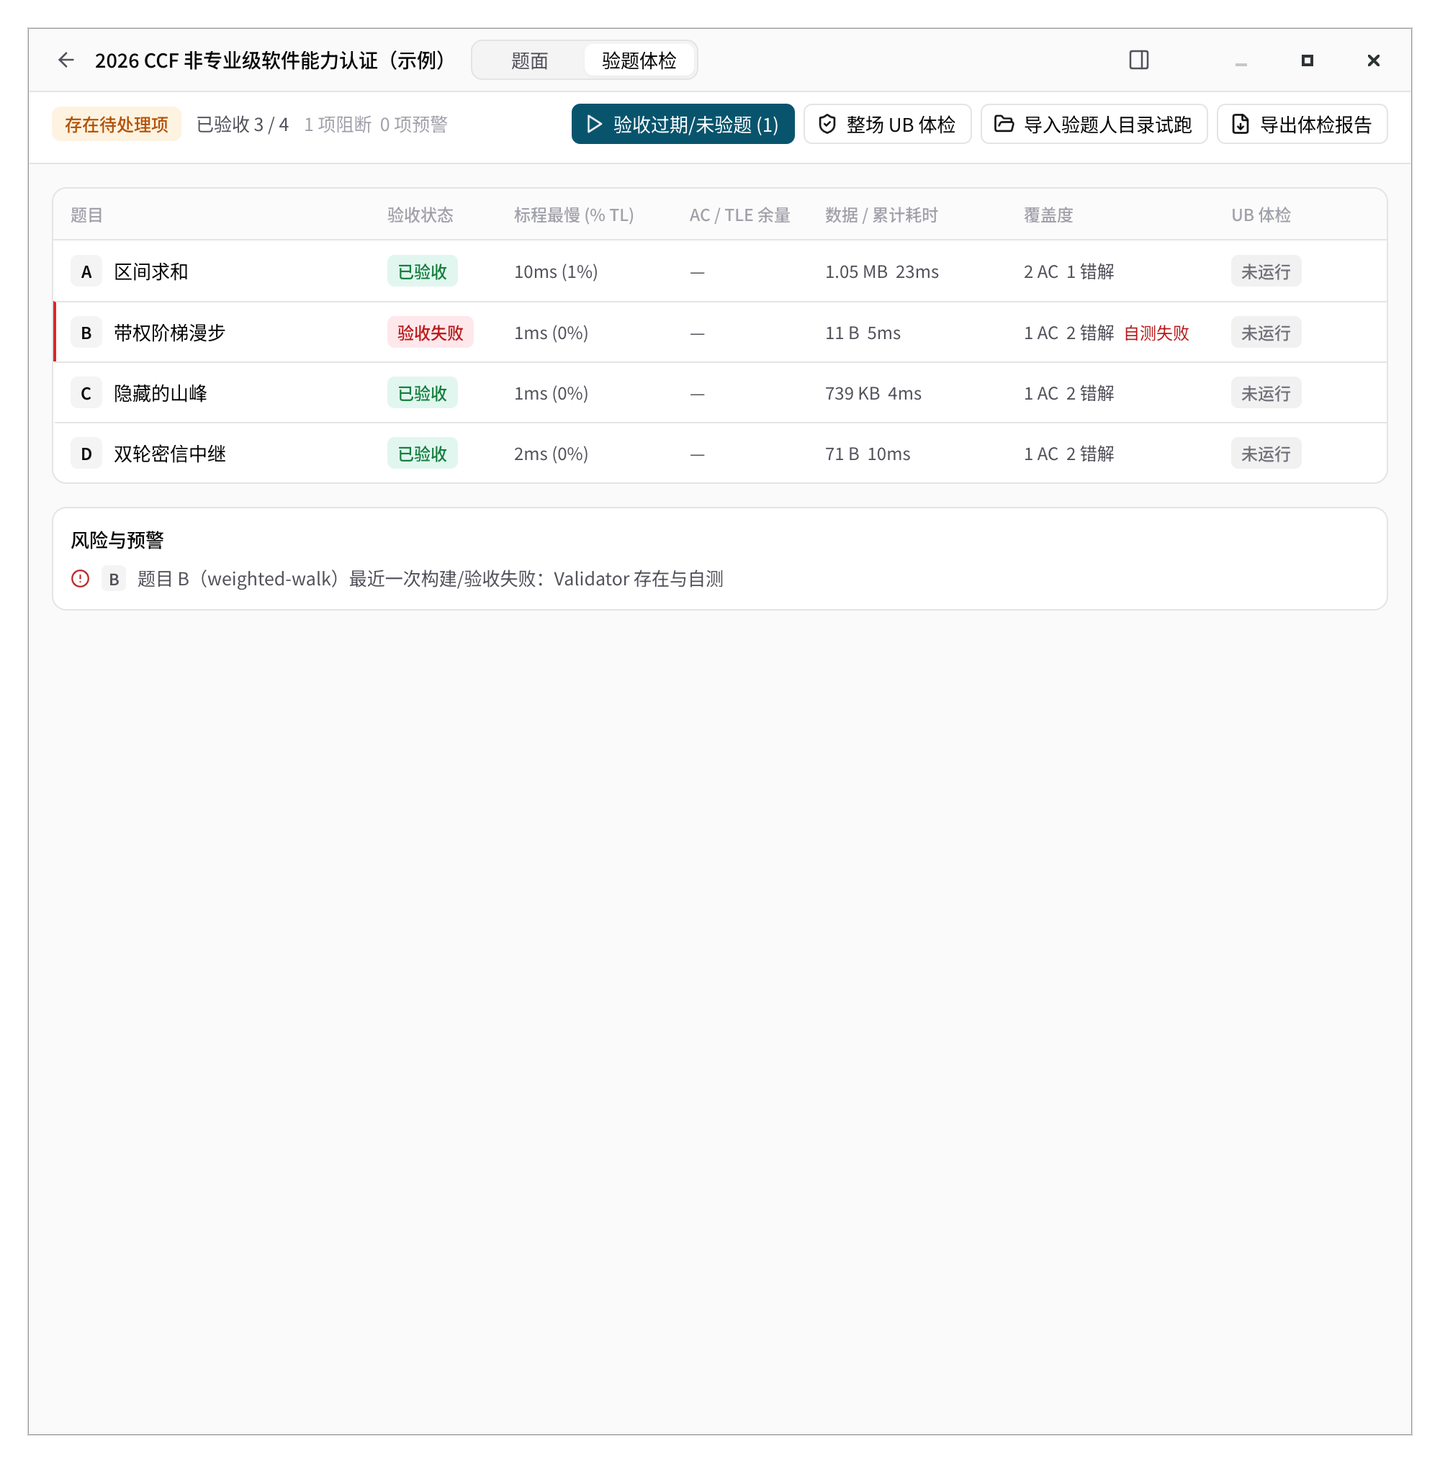 2026 CCF 非专业级软件能力认证（示例） 题面 验题体检
存在待处理项 已验收 3 / 4 1 项阻断 0 项预警 验收过期/未验题 (1) 整场 UB 体检 导入验题人目录试跑 导出体检报告
题目 验收状态 标程最慢 (% TL) AC / TLE 余量 数据 / 累计耗时 覆盖度 UB 体检
A 区间求和 已验收 10ms (1%) — 1.05 MB 23ms 2 AC 1 错解 未运行
B 带权阶梯漫步 验收失败 1ms (0%) — 11 B 5ms 1 AC 2 错解 自测失败 未运行
C 隐藏的山峰 已验收 1ms (0%) — 739 KB 4ms 1 AC 2 错解 未运行
D 双轮密信中继 已验收 2ms (0%) — 71 B 10ms 1 AC 2 错解 未运行
风险与预警
B 题目 B（weighted-walk）最近一次构建/验收失败：Validator 存在与自测